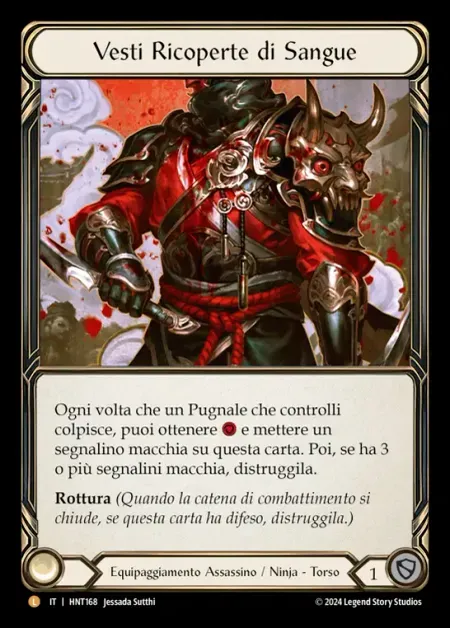 Vesti Ricoperte di Sangue
Ogni volta che un Pugnale che controlli
colpisce, puoi ottenere e mettere un
segnalino macchia su questa carta. Poi, se ha 3
o più segnalini macchia, distruggila.
Rottura (Quando la catena di combattimento si
chiude, se questa carta ha difeso, distruggila.)
Equipaggiamento Assassino / Ninja - Torso
1
L IT | HNT168 Jessada Sutthi
© 2024 Legend Story Studios